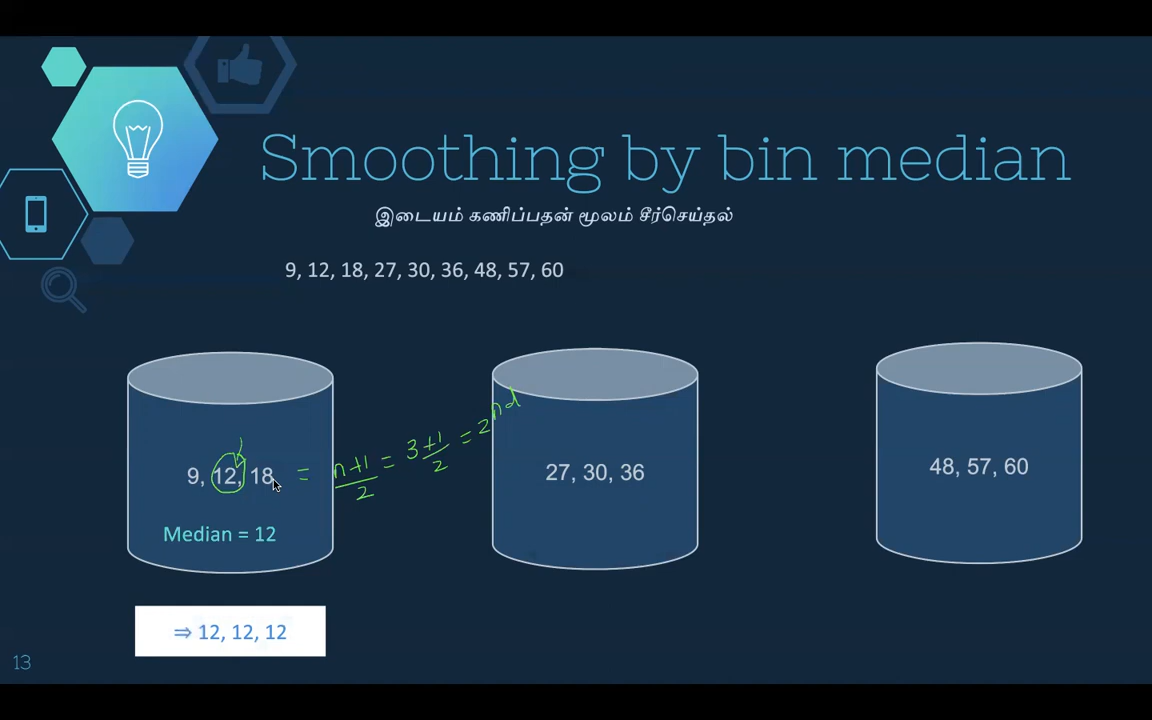 Smoothing by bin median
இடையம் கணிப்பதன் மூலம் சீர்செய்தல்
9, 12, 18, 27, 30, 36, 48, 57, 60
9, 12, 18
= n+1/2 = 3+1/2 = 2nd
Median = 12
⇒ 12, 12, 12
27, 30, 36
48, 57, 60
13